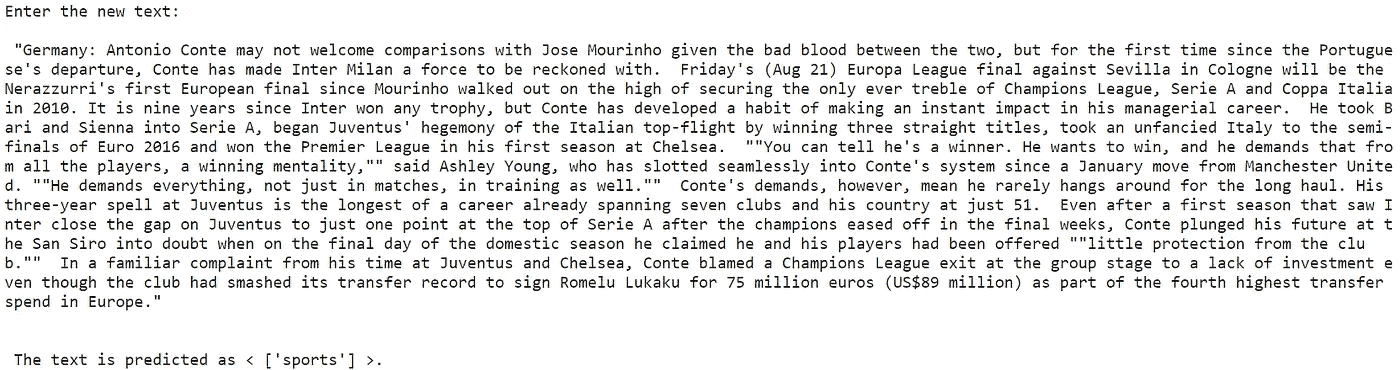 Enter the new text:
"Germany: Antonio Conte may not welcome comparisons with Jose Mourinho given the bad blood between the two, but for the first time since the Portugue
se's departure, Conte has made Inter Milan a force to be reckoned with.  Friday's (Aug 21) Europa League final against Sevilla in Cologne will be the
Nerazzurri's first European final since Mourinho walked out on the high of securing the only ever treble of Champions League, Serie A and Coppa Italia
in 2010. It is nine years since Inter won any trophy, but Conte has developed a habit of making an instant impact in his managerial career.  He took B
ari and Sienna into Serie A, began Juventus' hegemony of the Italian top-flight by winning three straight titles, took an unfancied Italy to the semi-
finals of Euro 2016 and won the Premier League in his first season at Chelsea.  ""You can tell he's a winner. He wants to win, and he demands that fro
m all the players, a winning mentality,"" said Ashley Young, who has slotted seamlessly into Conte's system since a January move from Manchester Unite
d. ""He demands everything, not just in matches, in training as well.""  Conte's demands, however, mean he rarely hangs around for the long haul. His
three-year spell at Juventus is the longest of a career already spanning seven clubs and his country at just 51.  Even after a first season that saw I
nter close the gap on Juventus to just one point at the top of Serie A after the champions eased off in the final weeks, Conte plunged his future at t
he San Siro into doubt when on the final day of the domestic season he claimed he and his players had been offered ""little protection from the clu
b.""  In a familiar complaint from his time at Juventus and Chelsea, Conte blamed a Champions League exit at the group stage to a lack of investment e
ven though the club had smashed its transfer record to sign Romelu Lukaku for 75 million euros (US$89 million) as part of the fourth highest transfer
spend in Europe."
The text is predicted as < ['sports'] >.